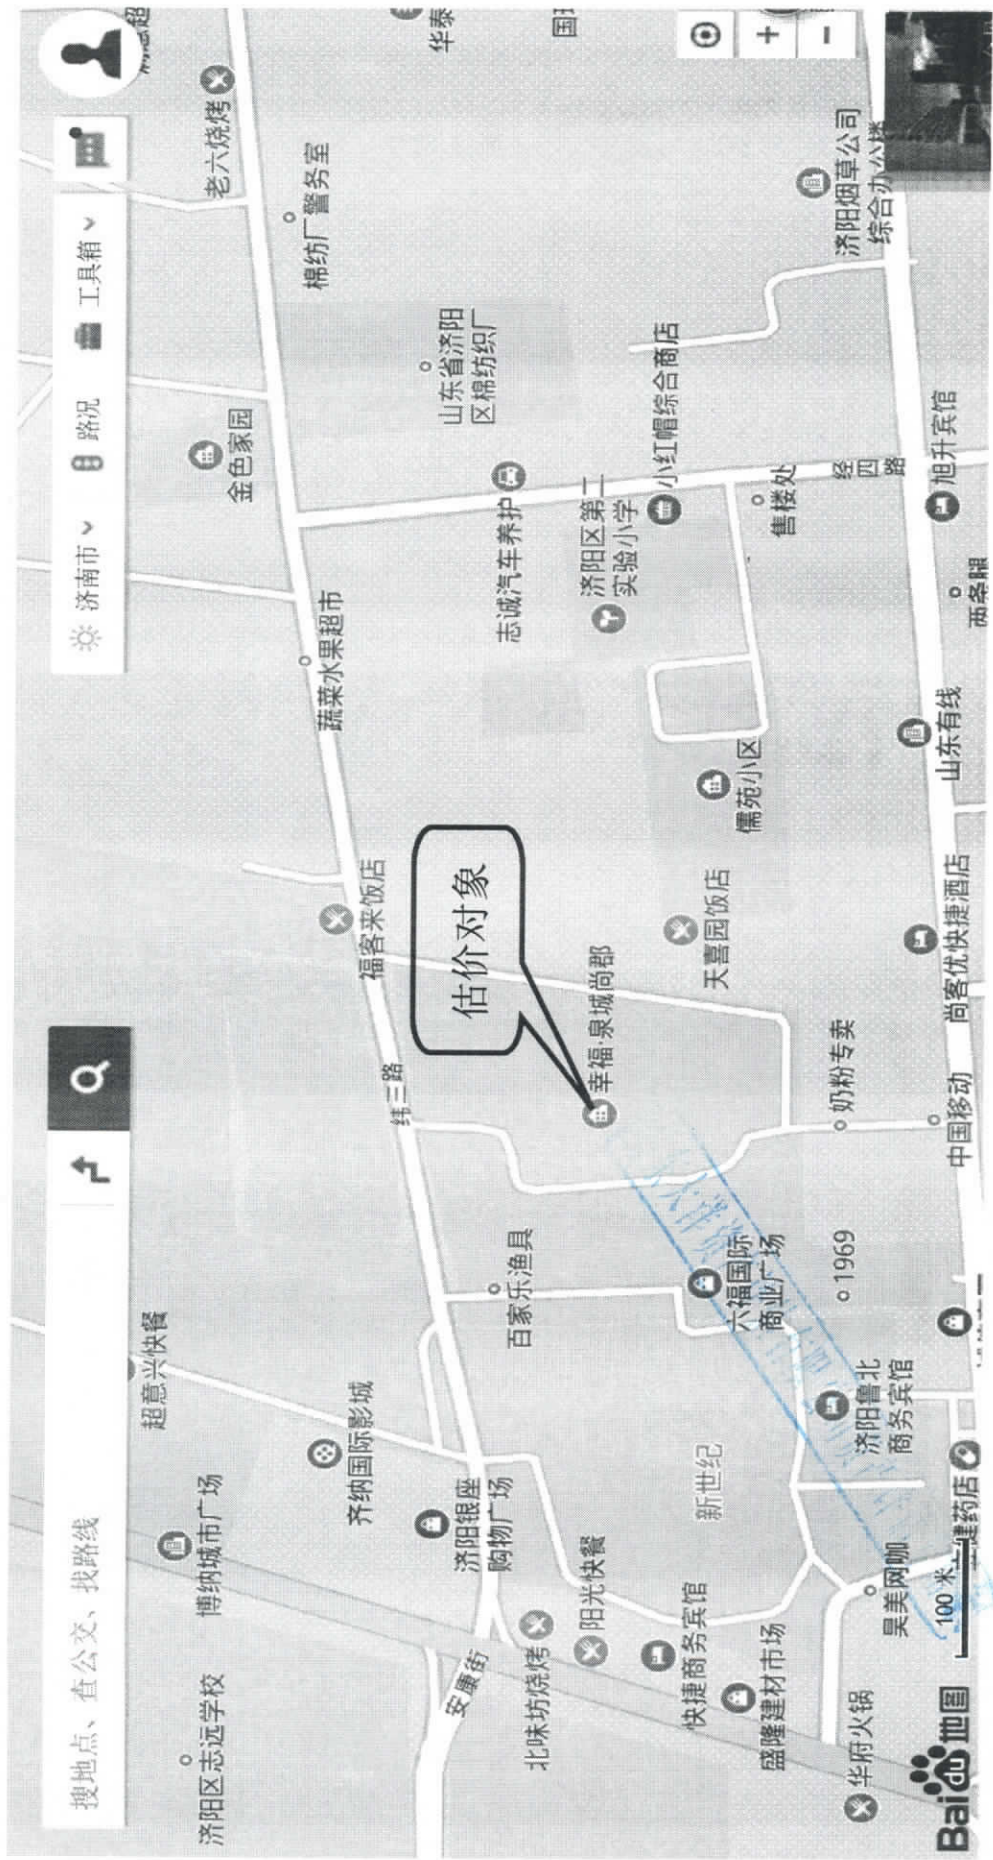 搜地点、查公交、找路线
济南市
路况
工具箱
超意兴快餐
博纳城市广场
济阳区志远学校
齐纳国际影城
济阳银座
购物广场
安康街
北味坊烧烤
阳光快餐
快捷商务宾馆
盛隆建材市场
华府火锅
新世纪
昊美网咖
百家乐渔具
纬三路
福客来饭店
蔬菜水果超市
金色家园
老六烧烤
棉纺厂警务室
华泰
山东省济阳
区棉纺织厂
志诚汽车养护
济阳区第二
实验小学
小红帽综合商店
售楼处
经四路
估价对象
幸福·泉城尚郡
天喜园饭店
儒苑小区
六福国际
商业广场
1969
济阳鲁北
商务宾馆
奶粉专卖
中国移动
尚客优快捷酒店
山东有线
旭升宾馆
济阳烟草公司
综合办公楼
100 米
Baidu地图